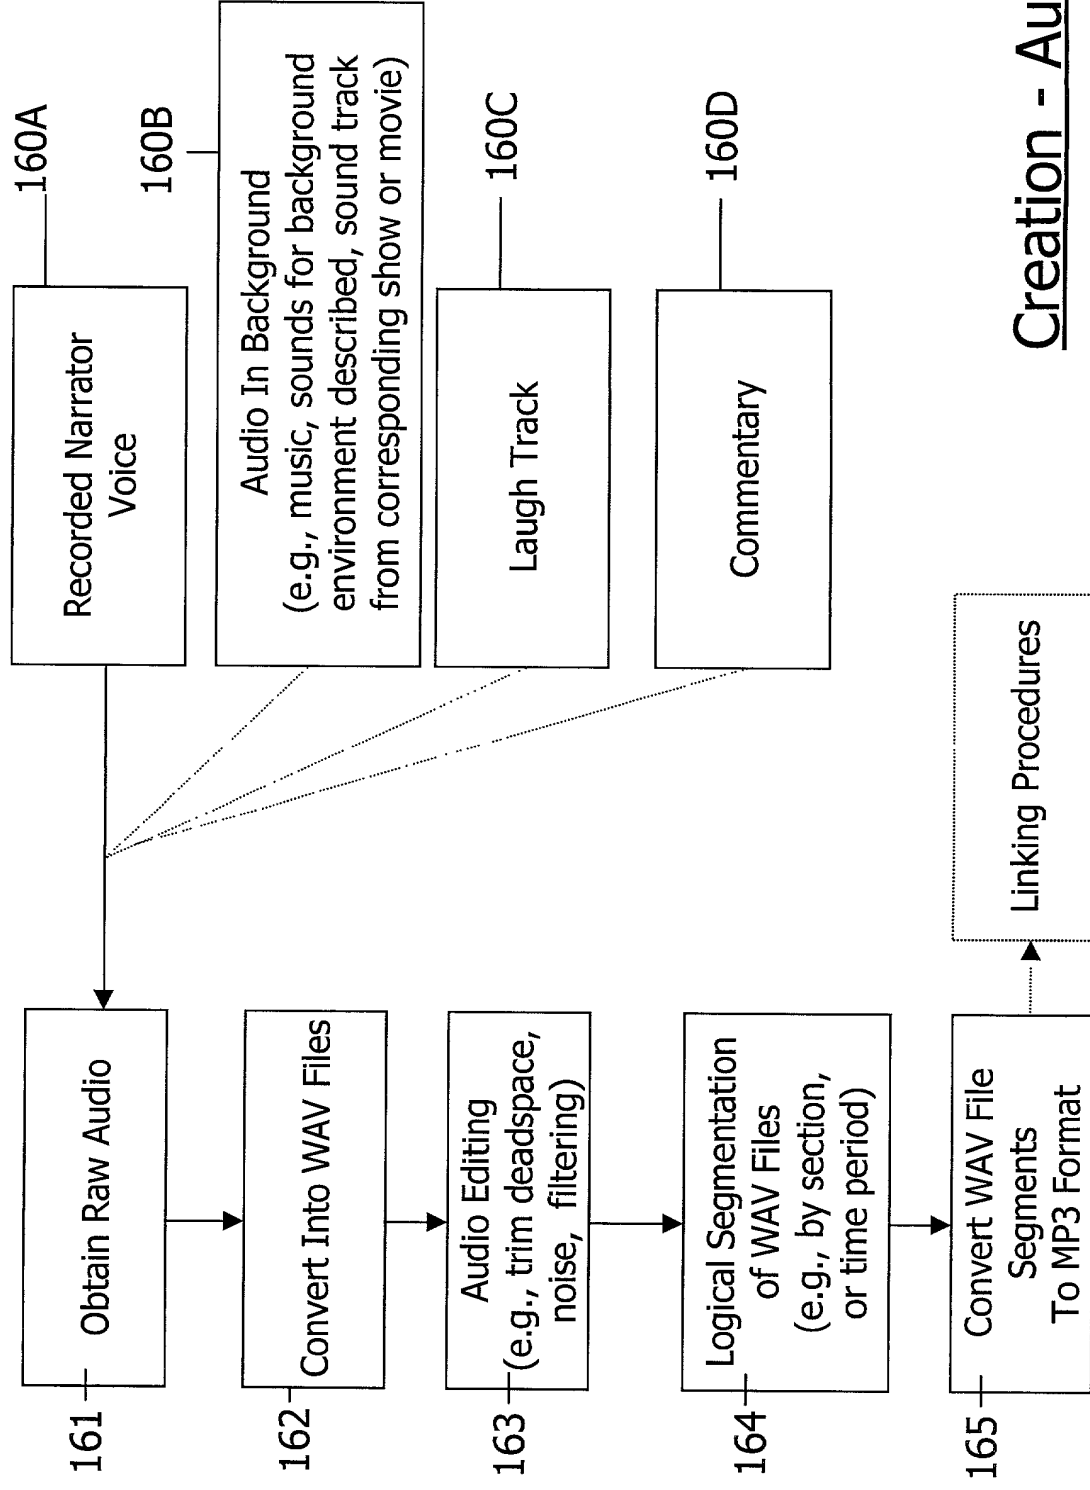 161
Obtain Raw Audio
162
Convert Into WAV Files
163
Audio Editing
(e.g., trim deadspace,
noise, filtering)
164
Logical Segmentation
of WAV Files
(e.g., by section,
or time period)
165
Convert WAV File
Segments
To MP3 Format
Linking Procedures
Recorded Narrator
Voice
160A
Audio In Background
(e.g., music, sounds for background
environment described, sound track
from corresponding show or movie)
160B
Laugh Track
160C
Commentary
160D
Creation - Au